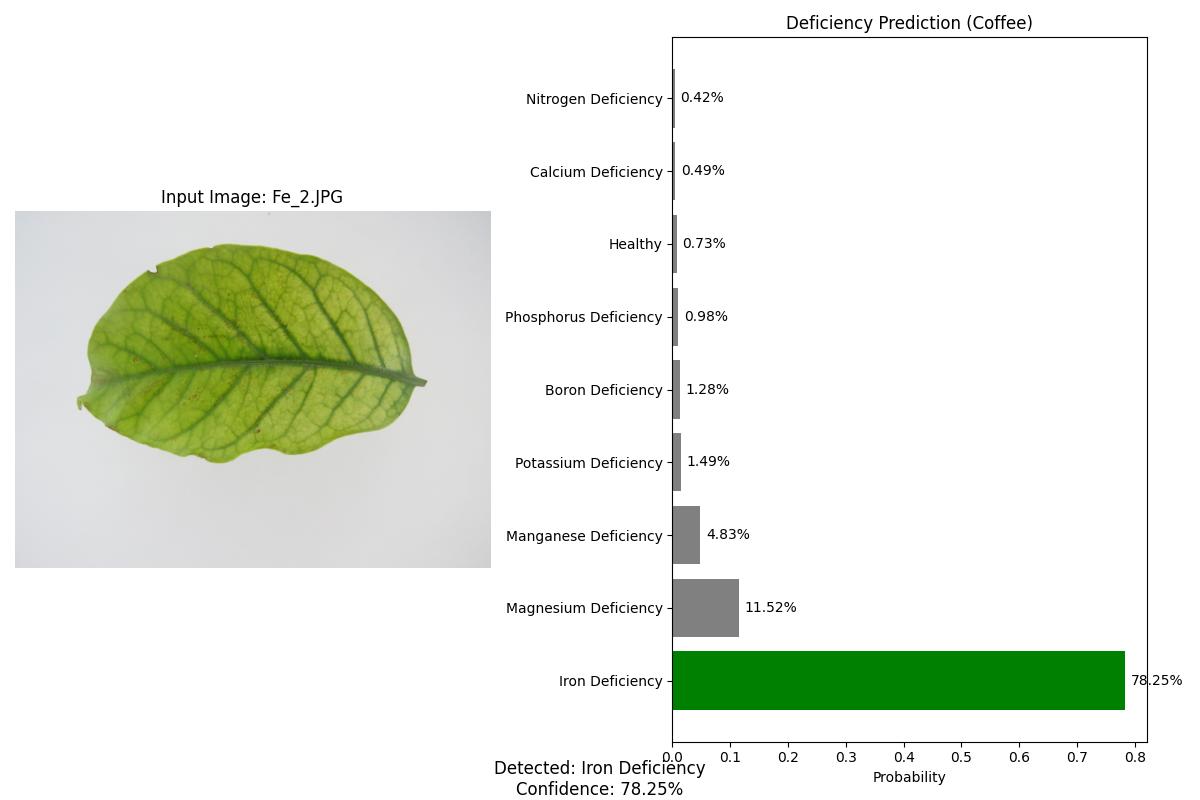 Deficiency Prediction (Coffee)
Nitrogen Deficiency 0.42%
Calcium Deficiency 0.49%
Input Image: Fe_2.JPG
Healthy 0.73%
Phosphorus Deficiency 0.98%
Boron Deficiency 1.28%
Potassium Deficiency 1.49%
Manganese Deficiency 4.83%
Magnesium Deficiency 11.52%
Iron Deficiency 78.25%
0.0 0.1 0.2 0.3 0.4 0.5 0.6 0.7 0.8
Probability
Detected: Iron Deficiency
Confidence: 78.25%